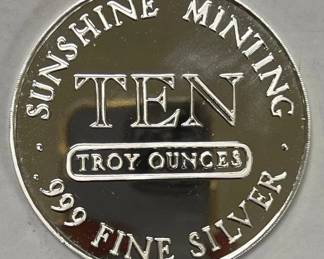 · SUNSHINE MINTING ·
TEN
TROY OUNCES
.999 FINE SILVER